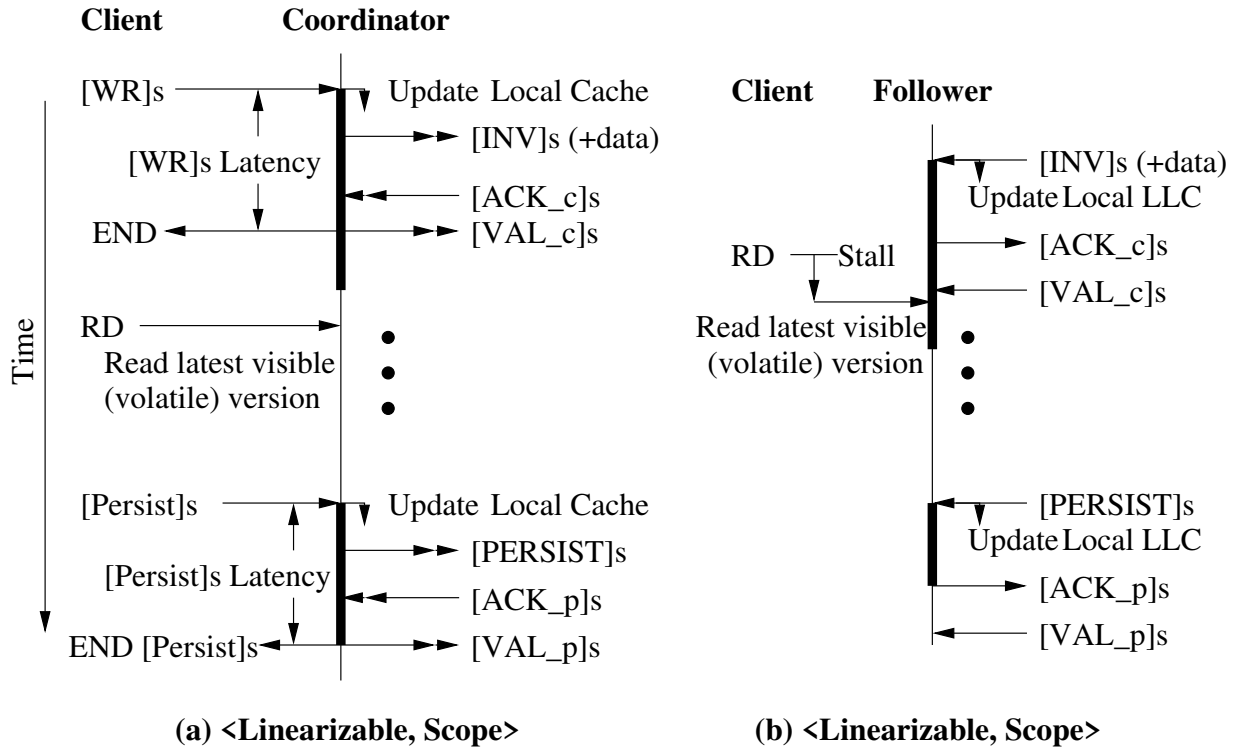 Client
Coordinator
[WR]s
Update Local Cache
[INV]s (+data)
[WR]s Latency
[ACK_c]s
END
[VAL_c]s
RD
Read latest visible
(volatile) version
Time
[Persist]s
Update Local Cache
[PERSIST]s
[Persist]s Latency
[ACK_p]s
END [Persist]s
[VAL_p]s
(a) <Linearizable, Scope>
Client
Follower
[INV]s (+data)
Update Local LLC
[ACK_c]s
RD
Stall
[VAL_c]s
Read latest visible
(volatile) version
[PERSIST]s
Update Local LLC
[ACK_p]s
[VAL_p]s
(b) <Linearizable, Scope>